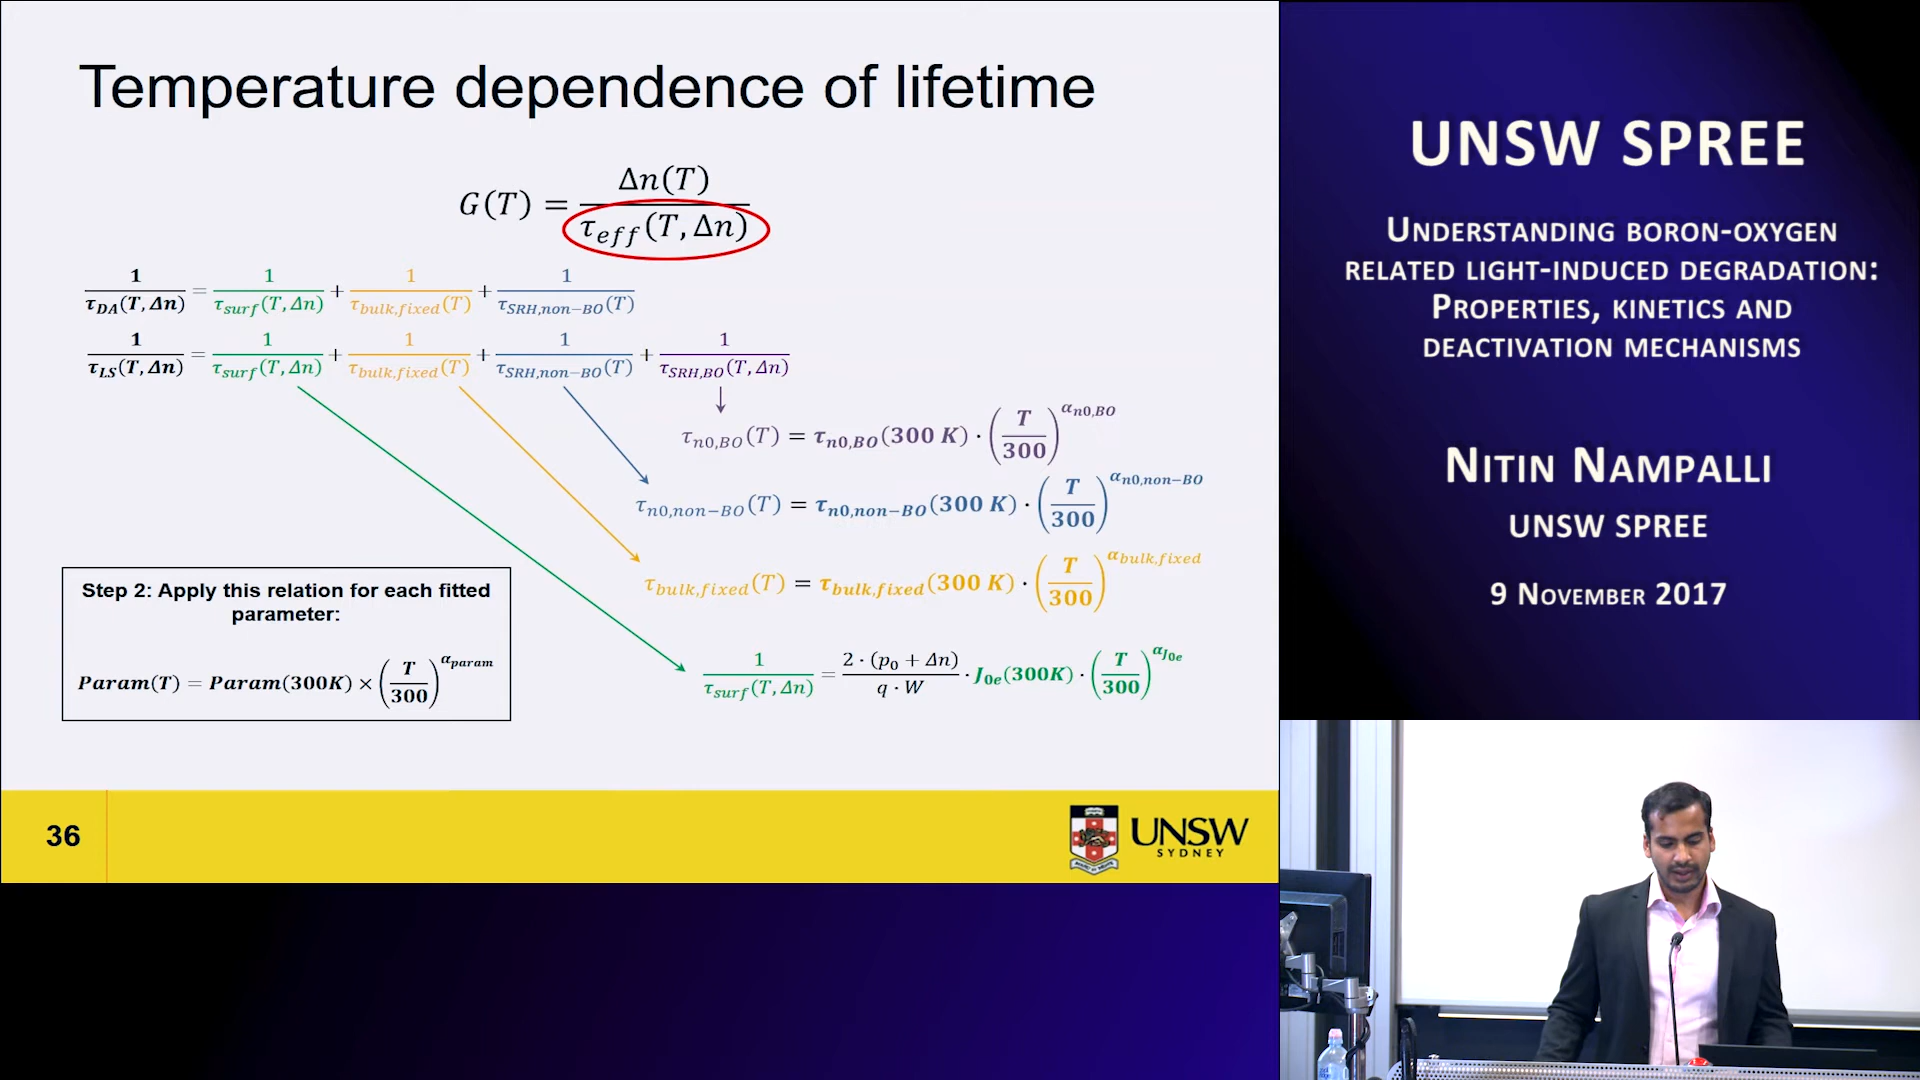 Temperature dependence of lifetime
G(T) = Δn(T) / τ_eff(T, Δn)
1/τ_DA(T, Δn) = 1/τ_surf(T, Δn) + 1/τ_bulk,fixed(T) + 1/τ_SRH,non−BO(T)
1/τ_LS(T, Δn) = 1/τ_surf(T, Δn) + 1/τ_bulk,fixed(T) + 1/τ_SRH,non−BO(T) + 1/τ_SRH,BO(T, Δn)
τ_n0,BO(T) = τ_n0,BO(300 K) · (T/300)^α_n0,BO
τ_n0,non−BO(T) = τ_n0,non−BO(300 K) · (T/300)^α_n0,non−BO
τ_bulk,fixed(T) = τ_bulk,fixed(300 K) · (T/300)^α_bulk,fixed
1/τ_surf(T, Δn) = 2 · (p_0 + Δn) / q · W · J_0e(300K) · (T/300)^α_J0e
Step 2: Apply this relation for each fitted
parameter:
Param(T) = Param(300K) × (T/300)^α_param
36
UNSW
SYDNEY
UNSW SPREE
UNDERSTANDING BORON-OXYGEN
RELATED LIGHT-INDUCED DEGRADATION:
PROPERTIES, KINETICS AND
DEACTIVATION MECHANISMS
NITIN NAMPALLI
UNSW SPREE
9 NOVEMBER 2017